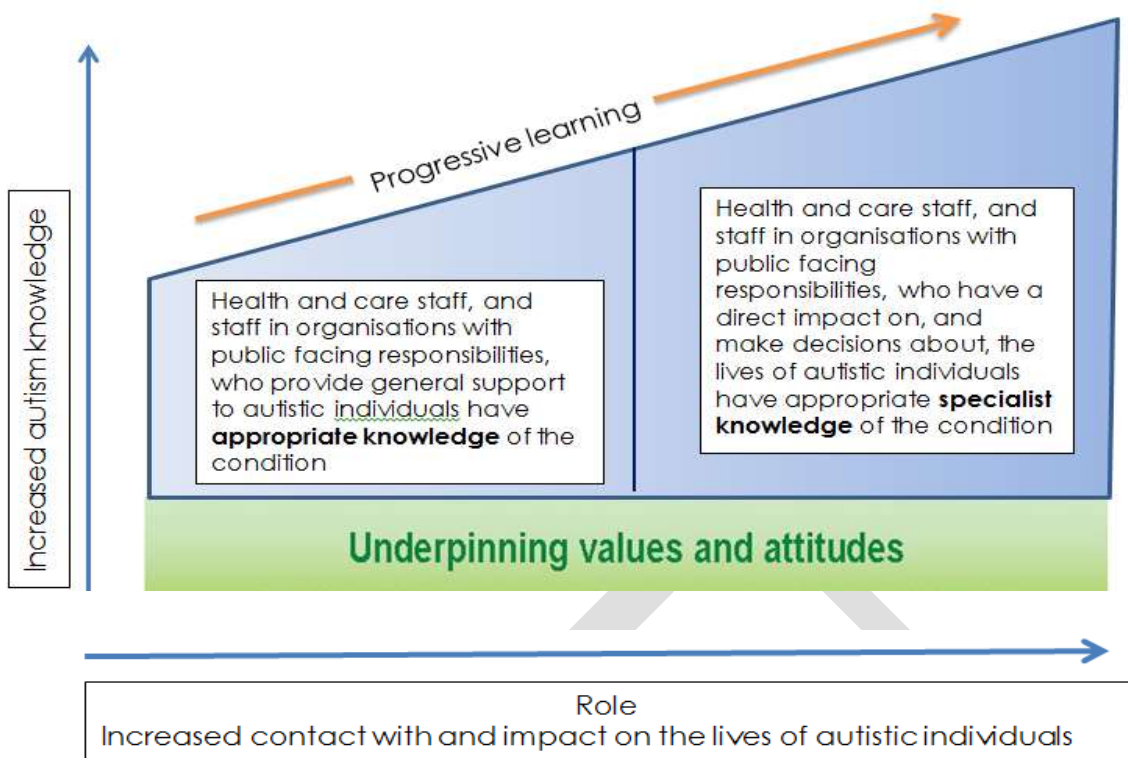 Progressive learning
Increased autism knowledge
Health and care staff, and
staff in organisations with
public facing responsibilities,
who provide general support
to autistic individuals have
appropriate knowledge of the
condition
Health and care staff, and
staff in organisations with
public facing
responsibilities, who have a
direct impact on, and
make decisions about, the
lives of autistic individuals
have appropriate specialist
knowledge of the condition
Underpinning values and attitudes
Role
Increased contact with and impact on the lives of autistic individuals